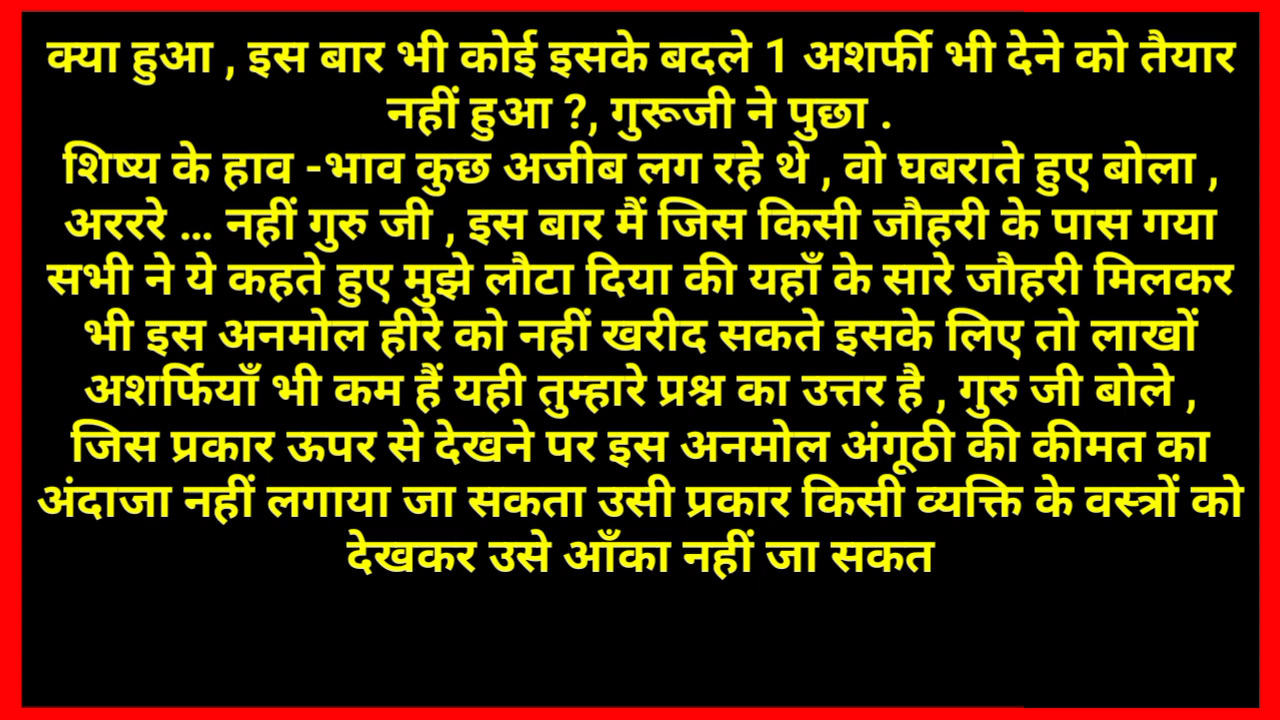 क्या हुआ , इस बार भी कोई इसके बदले 1 अशर्फी भी देने को तैयार
नहीं हुआ ?, गुरूजी ने पुछा .
शिष्य के हाव -भाव कुछ अजीब लग रहे थे , वो घबराते हुए बोला ,
अररर‍े … नहीं गुरु जी , इस बार मैं जिस किसी जौहरी के पास गया
सभी ने ये कहते हुए मुझे लौटा दिया की यहाँ के सारे जौहरी मिलकर
भी इस अनमोल हीरे को नहीं खरीद सकते इसके लिए तो लाखों
अशर्फियाँ भी कम हैं यही तुम्हारे प्रश्न का उत्तर है , गुरु जी बोले ,
जिस प्रकार ऊपर से देखने पर इस अनमोल अंगूठी की कीमत का
अंदाजा नहीं लगाया जा सकता उसी प्रकार किसी व्यक्ति के वस्त्रों को
देखकर उसे आँका नहीं जा सकत